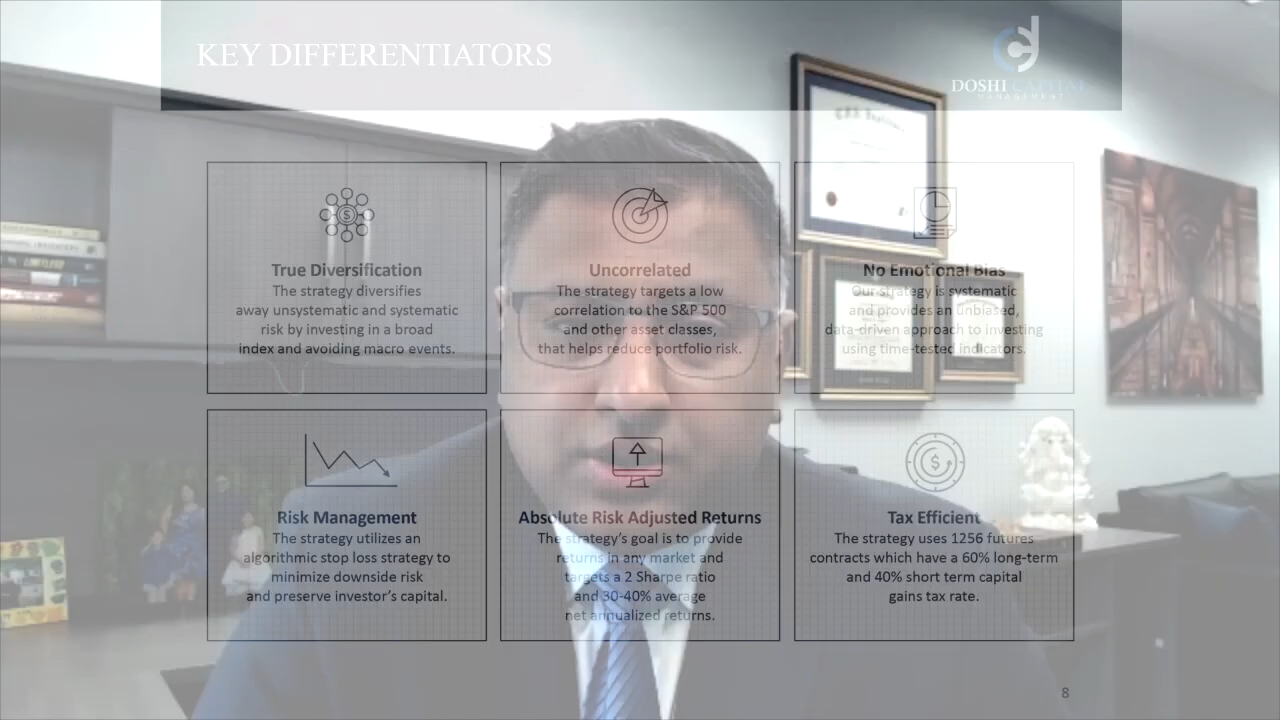 KEY DIFFERENTIATORS
DOSHI CAPITAL
MANAGEMENT
True Diversification
The strategy diversifies
away unsystematic and systematic
risk by investing in a broad
index and avoiding macro events.
Uncorrelated
The strategy targets a low
correlation to the S&P 500
and other asset classes,
that helps reduce portfolio risk.
No Emotional Bias
Our strategy is systematic
and provides an unbiased,
data-driven approach to investing
using time-tested indicators.
Risk Management
The strategy utilizes an
algorithmic stop loss strategy to
minimize downside risk
and preserve investor's capital.
Absolute Risk Adjusted Returns
The strategy's goal is to provide
returns in any market and
targets a 2 Sharpe ratio
and 30-40% average
net annualized returns.
Tax Efficient
The strategy uses 1256 futures
contracts which have a 60% long-term
and 40% short term capital
gains tax rate.
8